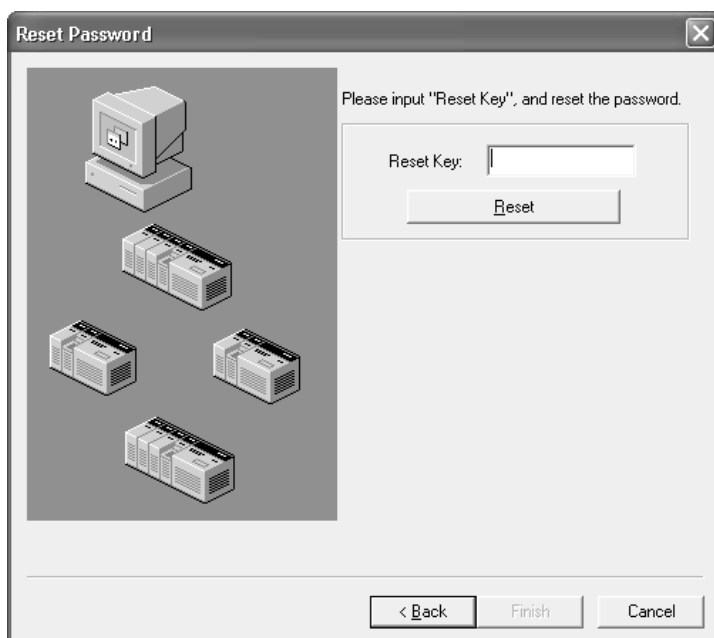 Reset Password
Please input "Reset Key", and reset the password.
Reset Key:
Reset
< Back
Finish
Cancel